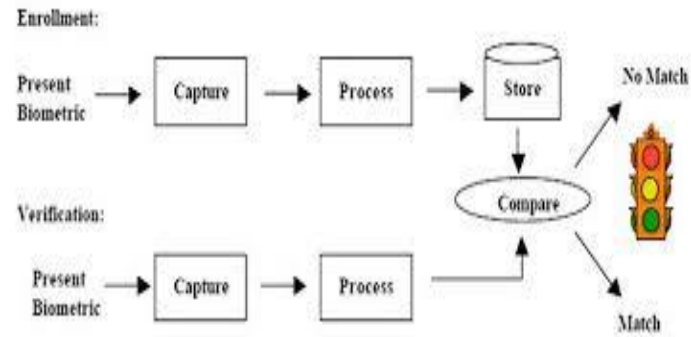 Enrollment:
Present
Biometric
Capture
Process
Store
No Match
Compare
Verification:
Present
Biometric
Capture
Process
Match